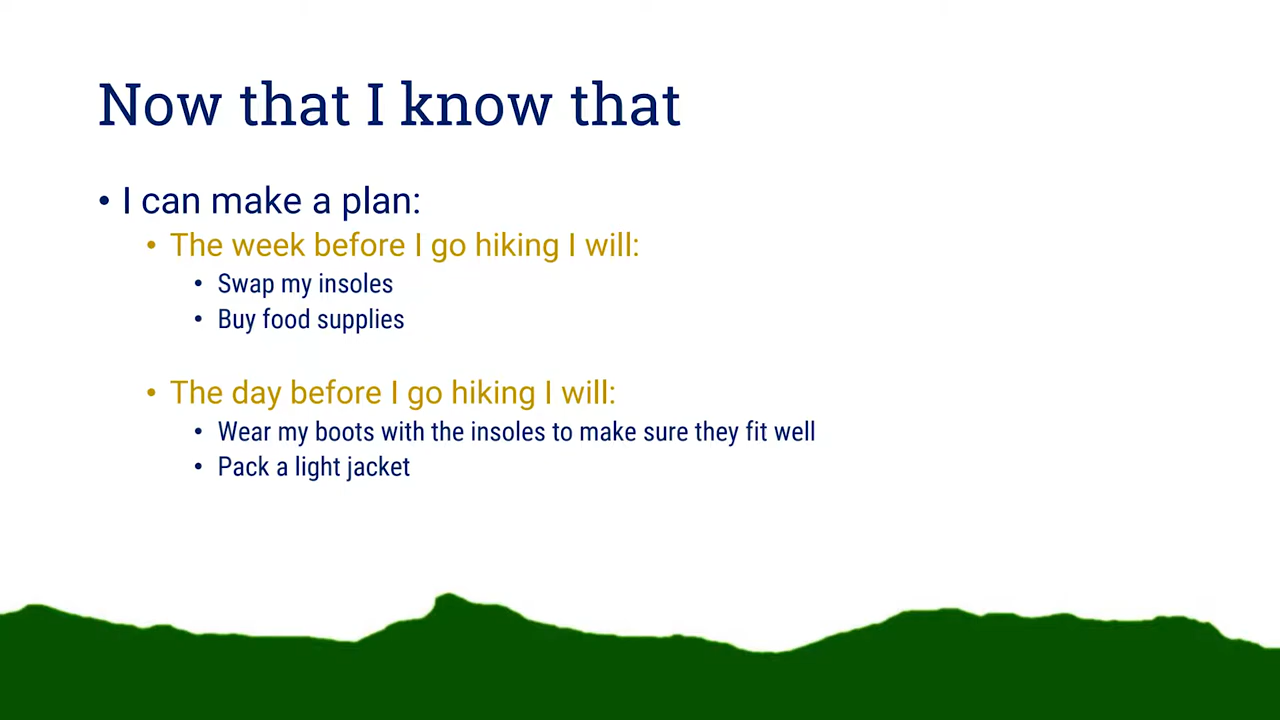 Now that I know that
• I can make a plan:
• The week before I go hiking I will:
• Swap my insoles
• Buy food supplies
• The day before I go hiking I will:
• Wear my boots with the insoles to make sure they fit well
• Pack a light jacket